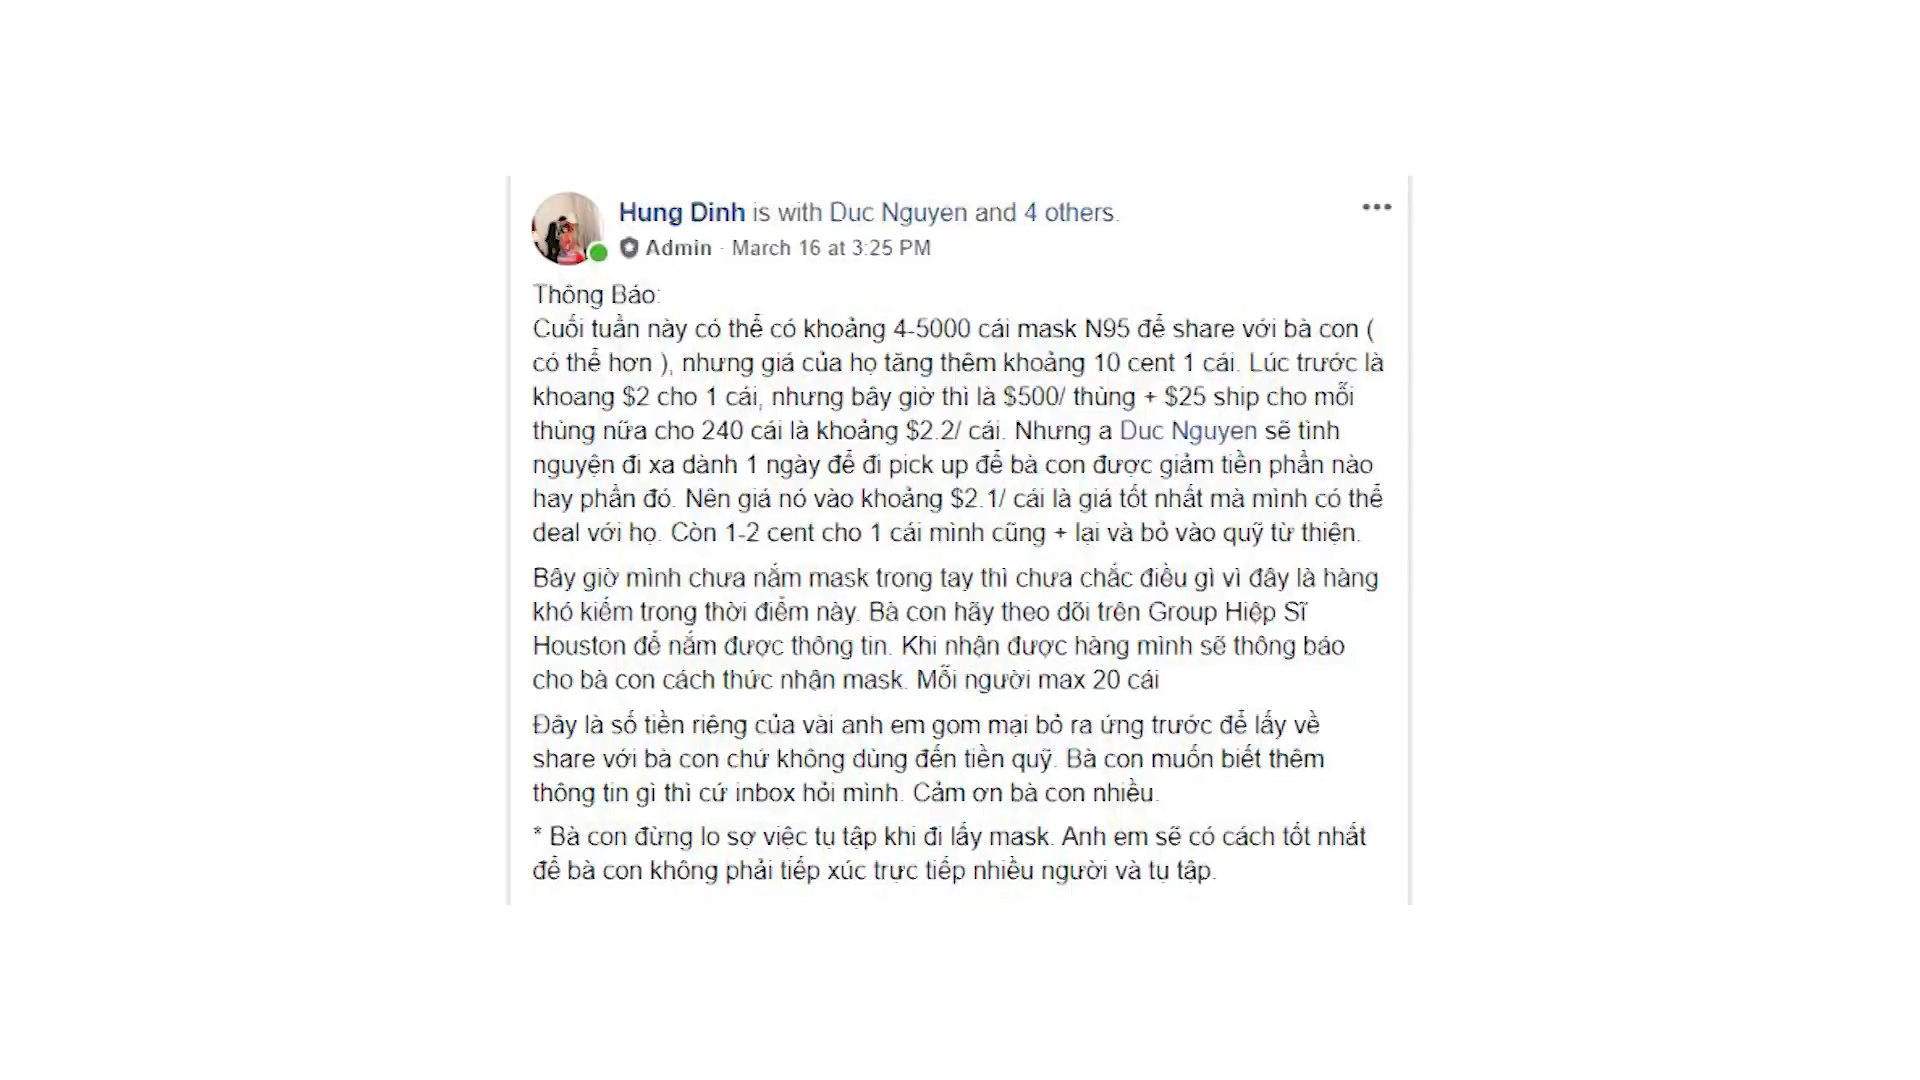 Hung Dinh is with Duc Nguyen and 4 others.
Admin · March 16 at 3:25 PM
Thông Báo:
Cuối tuần này có thể có khoảng 4-5000 cái mask N95 để share với bà con (
có thể hơn ), nhưng giá của họ tăng thêm khoảng 10 cent 1 cái. Lúc trước là
khoang $2 cho 1 cái, nhưng bây giờ thì là $500/ thùng + $25 ship cho mỗi
thùng nữa cho 240 cái là khoảng $2.2/ cái. Nhưng a Duc Nguyen sẽ tình
nguyện đi xa dành 1 ngày để đi pick up để bà con được giảm tiền phần nào
hay phần đó. Nên giá nó vào khoảng $2.1/ cái là giá tốt nhất mà mình có thể
deal với họ. Còn 1-2 cent cho 1 cái mình cũng + lại và bỏ vào quỹ từ thiện.
Bây giờ mình chưa nắm mask trong tay thì chưa chắc điều gì vì đây là hàng
khó kiếm trong thời điểm này. Bà con hãy theo dõi trên Group Hiệp Sĩ
Houston để nắm được thông tin. Khi nhận được hàng mình sẽ thông báo
cho bà con cách thức nhận mask. Mỗi người max 20 cái
Đây là số tiền riêng của vài anh em gom mại bỏ ra ứng trước để lấy về
share với bà con chứ không dùng đến tiền quỹ. Bà con muốn biết thêm
thông tin gì thì cứ inbox hỏi mình. Cảm ơn bà con nhiều.
* Bà con đừng lo sợ việc tụ tập khi đi lấy mask. Anh em sẽ có cách tốt nhất
để bà con không phải tiếp xúc trực tiếp nhiều người và tụ tập.